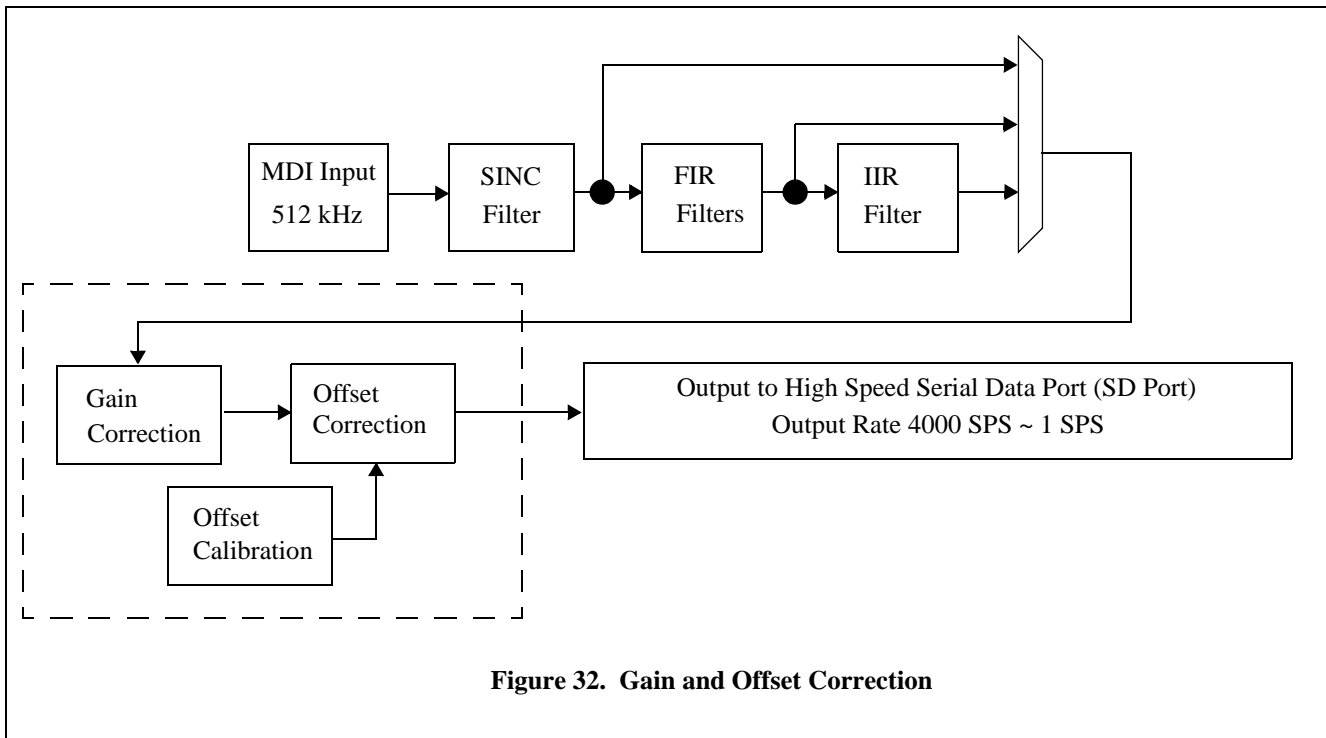 MDI Input
512 kHz
SINC
Filter
FIR
Filters
IIR
Filter
Gain
Correction
Offset
Correction
Offset
Calibration
Output to High Speed Serial Data Port (SD Port)
Output Rate 4000 SPS ~ 1 SPS
Figure 32. Gain and Offset Correction